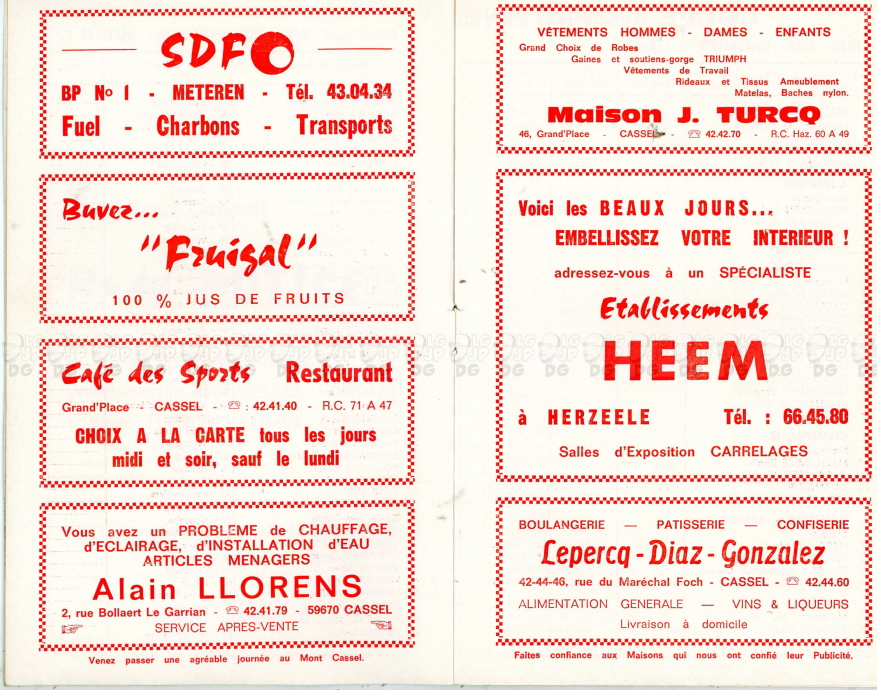 SDFO
BP No 1 - METEREN - Tél. 43.04.34
Fuel - Charbons - Transports
Buvez...
"Fruigal"
100 % JUS DE FRUITS
Café des Sports Restaurant
Grand'Place - CASSEL - ☏ : 42.41.40 - R.C. 71 A 47
CHOIX A LA CARTE tous les jours
midi et soir, sauf le lundi
Vous avez un PROBLEME de CHAUFFAGE,
d'ECLAIRAGE, d'INSTALLATION d'EAU
ARTICLES MENAGERS
Alain LLORENS
2, rue Bollaert Le Garrian - ☏ 42.41.79 - 59670 CASSEL
SERVICE APRES-VENTE
Venez passer une agréable journée au Mont Cassel.
VÊTEMENTS HOMMES - DAMES - ENFANTS
Grand Choix de Robes
Gaines et soutiens-gorge TRIUMPH
Vêtements de Travail
Rideaux et Tissus Ameublement
Matelas, Baches nylon.
Maison J. TURCQ
46, Grand'Place - CASSEL - ☏ 42.42.70 - R.C. Haz. 60 A 49
Voici les BEAUX JOURS...
EMBELLISSEZ VOTRE INTERIEUR !
adressez-vous à un SPÉCIALISTE
Etablissements
HEEM
à HERZEELE Tél. : 66.45.80
Salles d'Exposition CARRELAGES
BOULANGERIE — PATISSERIE — CONFISERIE
Lepercq - Diaz - Gonzalez
42-44-46, rue du Maréchal Foch - CASSEL - ☏ 42.44.60
ALIMENTATION GENERALE — VINS & LIQUEURS
Livraison à domicile
Faites confiance aux Maisons qui nous ont confié leur Publicité.